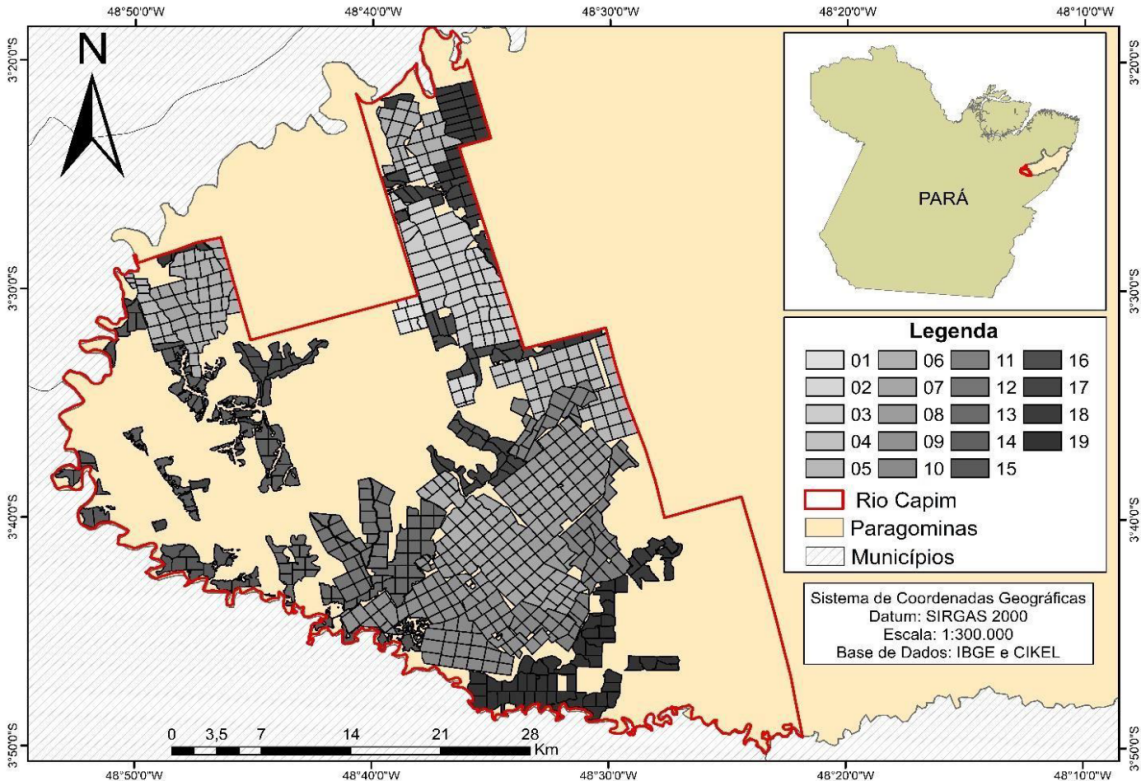 48°50'0"W 48°40'0"W 48°30'0"W 48°20'0"W 48°10'0"W
3°20'0"S 3°20'0"S
N
PARÁ
3°30'0"S 3°30'0"S
Legenda
01 06 11 16
02 07 12 17
03 08 13 18
04 09 14 19
05 10 15
Rio Capim
Paragominas
Municípios
3°40'0"S 3°40'0"S
Sistema de Coordenadas Geográficas
Datum: SIRGAS 2000
Escala: 1:300.000
Base de Dados: IBGE e CIKEL
0 3,5 7 14 21 28
Km
3°50'0"S 3°50'0"S
48°50'0"W 48°40'0"W 48°30'0"W 48°20'0"W 48°10'0"W